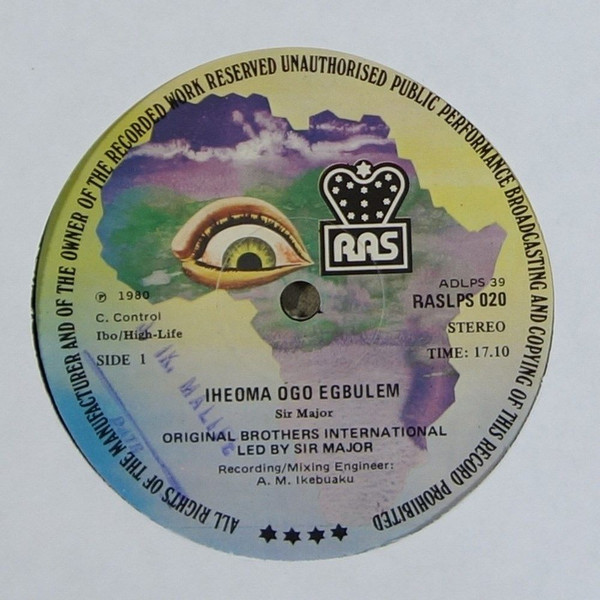 ALL RIGHTS OF THE MANUFACTURER AND OF THE OWNER OF THE RECORDED WORK RESERVED UNAUTHORISED PUBLIC PERFORMANCE BROADCASTING AND COPYING OF THIS RECORD PROHIBITED
RAS
ADLPS 39
RASLPS 020
STEREO
TIME: 17.10
℗ 1980
C. Control
Ibo/High-Life
SIDE 1
IHEOMA OGO EGBULEM
Sir Major
ORIGINAL BROTHERS INTERNATIONAL
LED BY SIR MAJOR
Recording/Mixing Engineer:
A. M. Ikebuaku